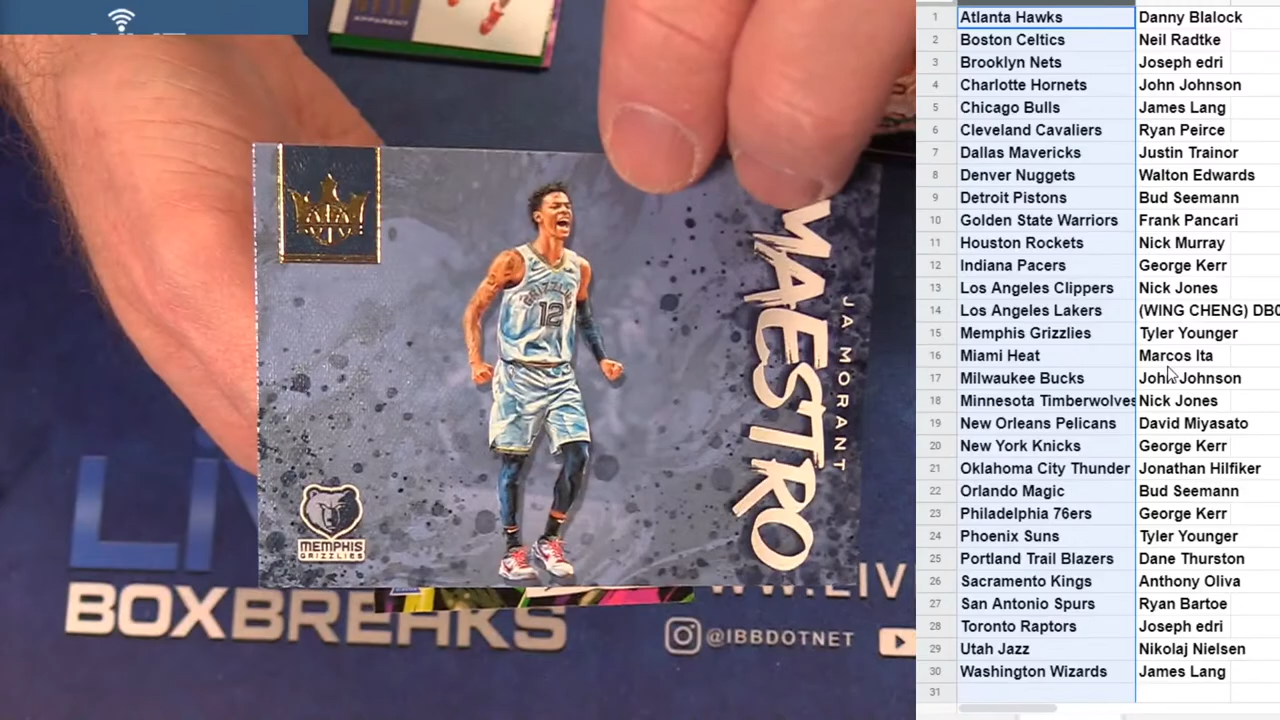 APPARENT
GRIZZLIES
12
MAESTRO
JA MORANT
MEMPHIS
GRIZZLIES
BOXBREAKS
WW.LIV
@IBBDOTNET
1 Atlanta Hawks Danny Blalock
2 Boston Celtics Neil Radtke
3 Brooklyn Nets Joseph edri
4 Charlotte Hornets John Johnson
5 Chicago Bulls James Lang
6 Cleveland Cavaliers Ryan Peirce
7 Dallas Mavericks Justin Trainor
8 Denver Nuggets Walton Edwards
9 Detroit Pistons Bud Seemann
10 Golden State Warriors Frank Pancari
11 Houston Rockets Nick Murray
12 Indiana Pacers George Kerr
13 Los Angeles Clippers Nick Jones
14 Los Angeles Lakers (WING CHENG) DB0
15 Memphis Grizzlies Tyler Younger
16 Miami Heat Marcos Ita
17 Milwaukee Bucks John Johnson
18 Minnesota Timberwolves Nick Jones
19 New Orleans Pelicans David Miyasato
20 New York Knicks George Kerr
21 Oklahoma City Thunder Jonathan Hilfiker
22 Orlando Magic Bud Seemann
23 Philadelphia 76ers George Kerr
24 Phoenix Suns Tyler Younger
25 Portland Trail Blazers Dane Thurston
26 Sacramento Kings Anthony Oliva
27 San Antonio Spurs Ryan Bartoe
28 Toronto Raptors Joseph edri
29 Utah Jazz Nikolaj Nielsen
30 Washington Wizards James Lang
31